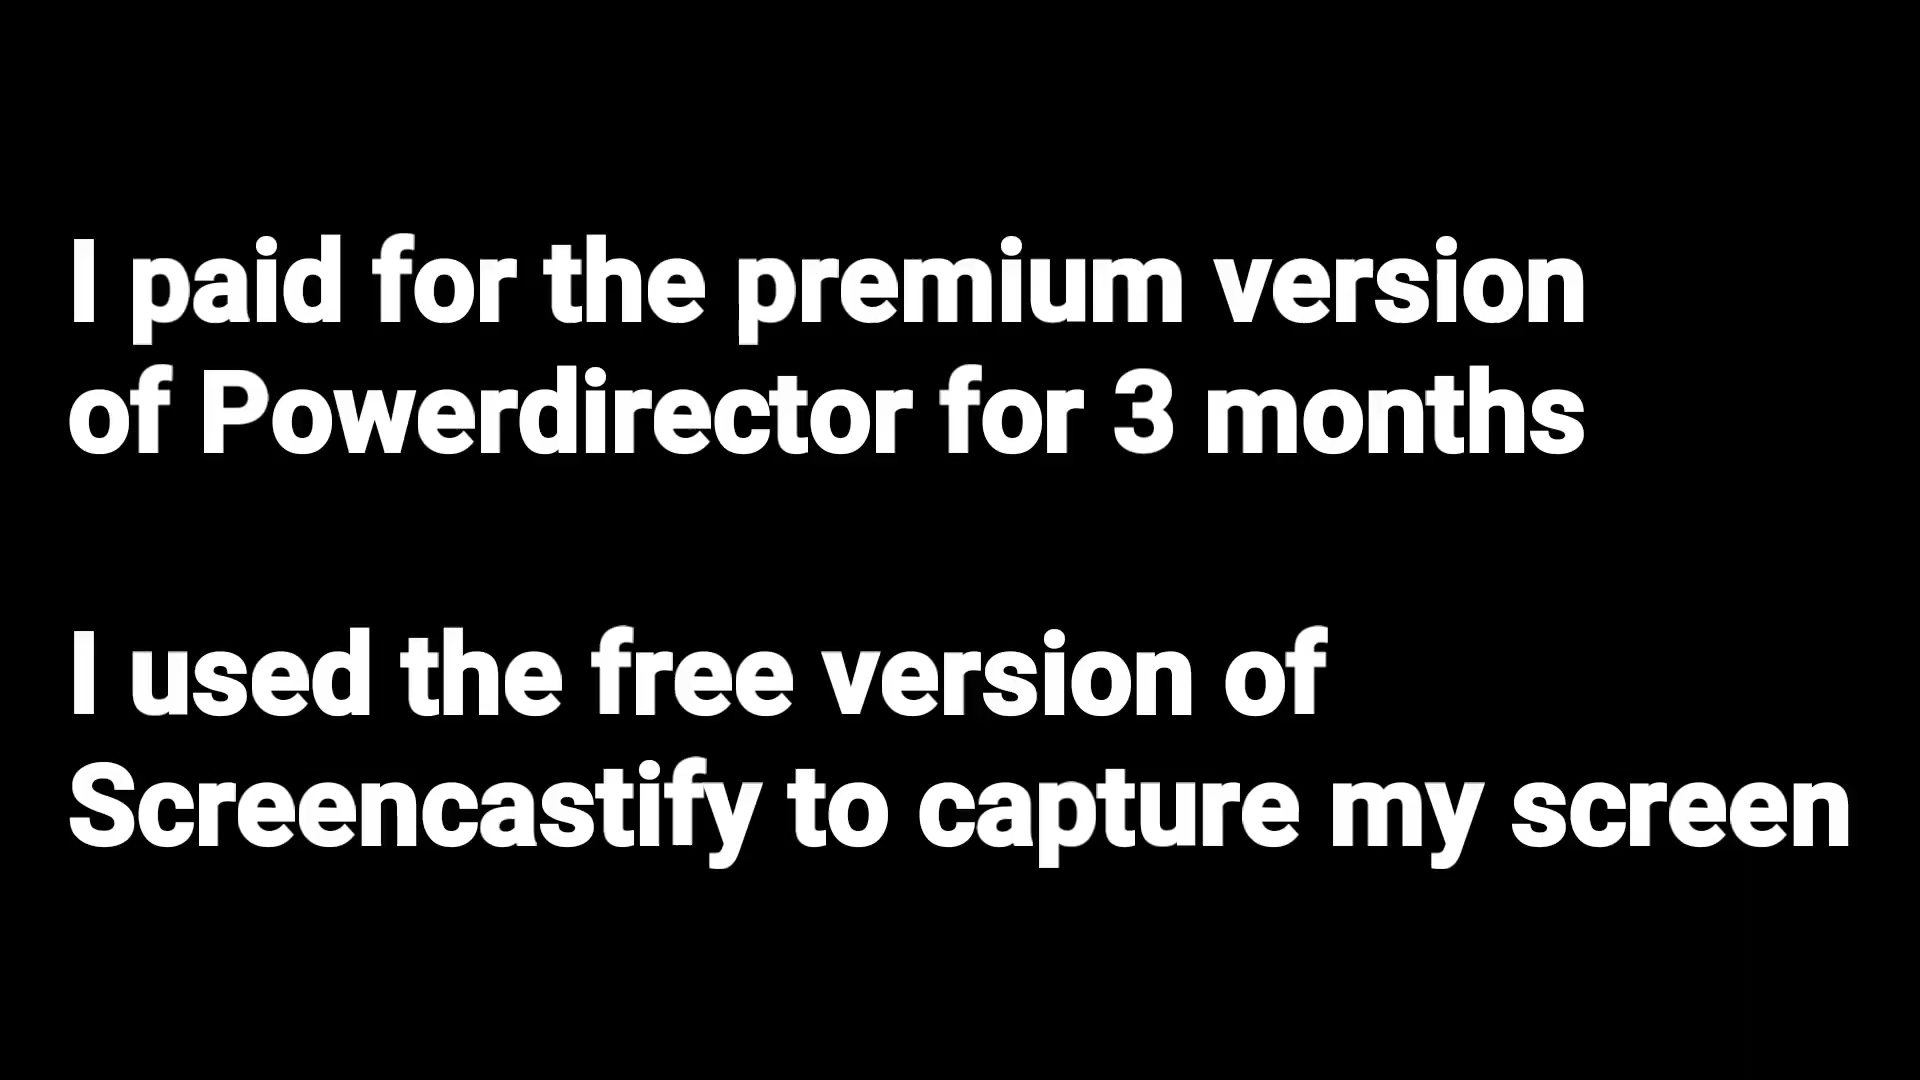 I paid for the premium version
of Powerdirector for 3 months
I used the free version of
Screencastify to capture my screen